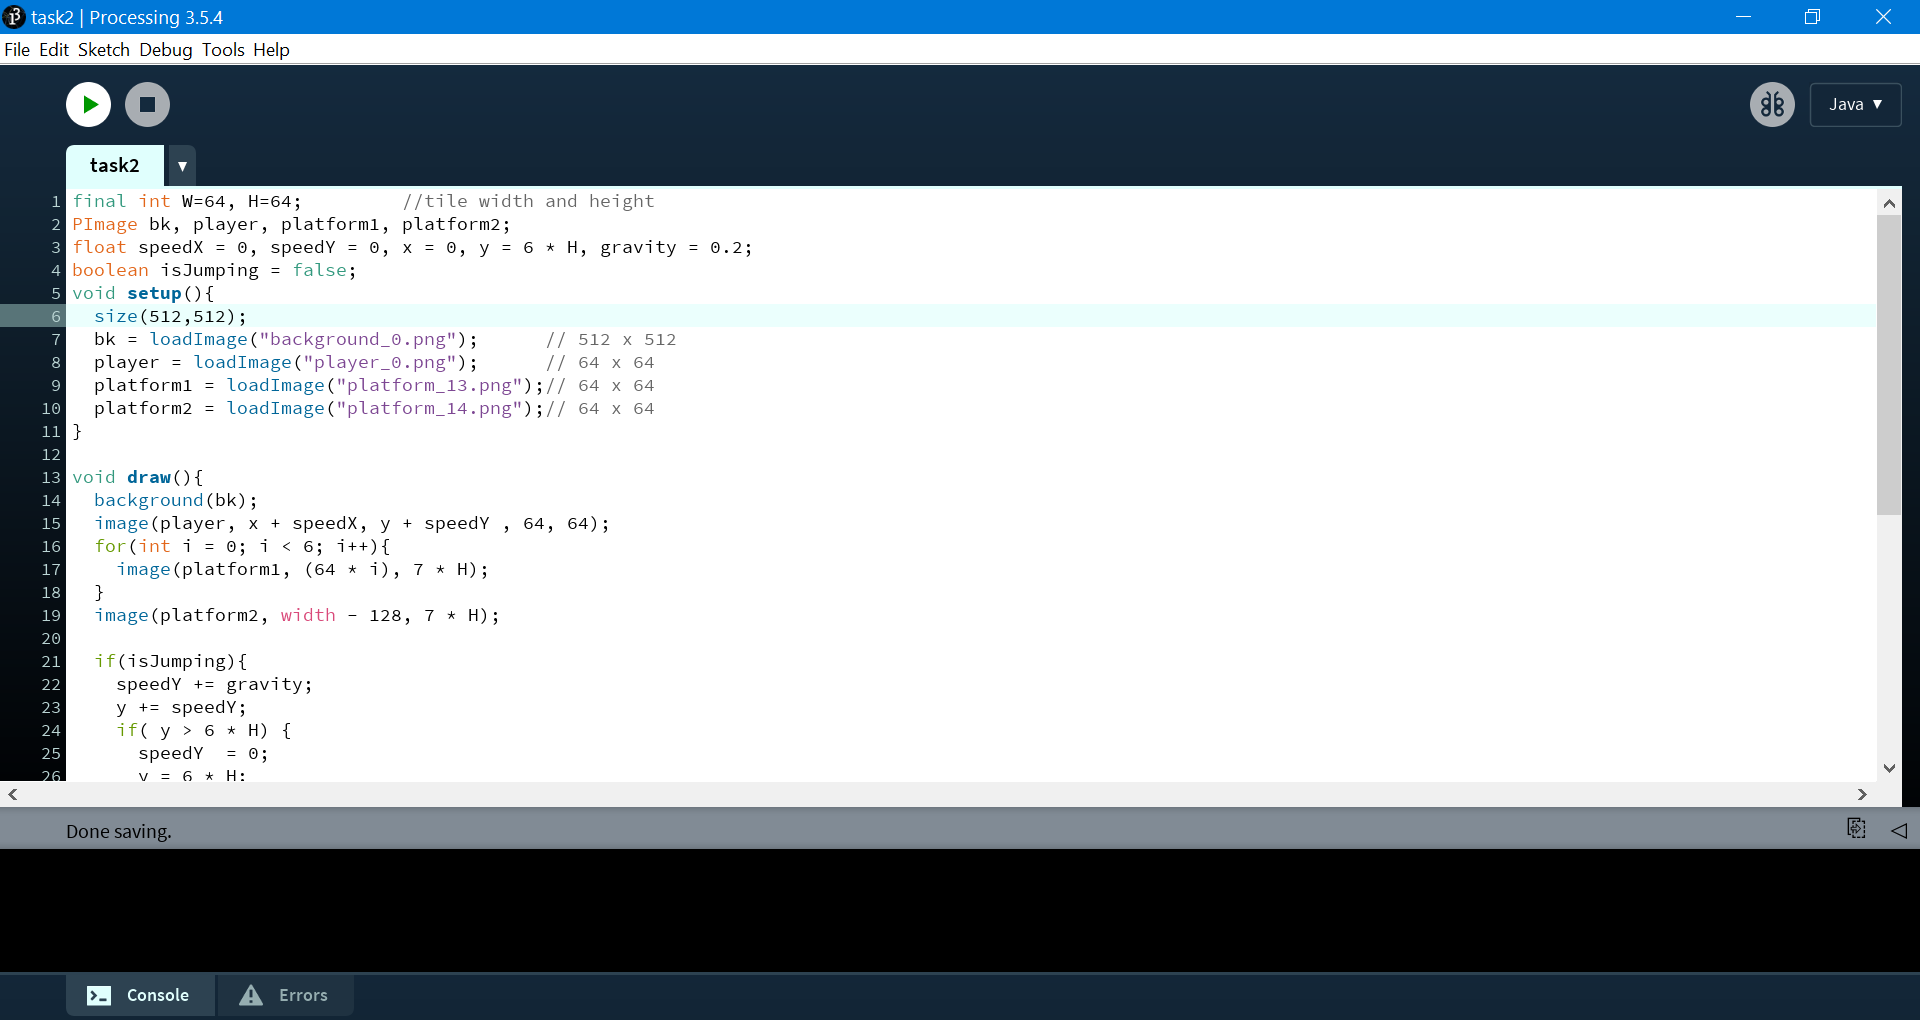 task2 | Processing 3.5.4
File Edit Sketch Debug Tools Help
Java ▼
task2 ▼
1 final int W=64, H=64;         //tile width and height
2 PImage bk, player, platform1, platform2;
3 float speedX = 0, speedY = 0, x = 0, y = 6 * H, gravity = 0.2;
4 boolean isJumping = false;
5 void setup(){
6   size(512,512);
7   bk = loadImage("background_0.png");      // 512 x 512
8   player = loadImage("player_0.png");      // 64 x 64
9   platform1 = loadImage("platform_13.png");// 64 x 64
10   platform2 = loadImage("platform_14.png");// 64 x 64
11 }
12
13 void draw(){
14   background(bk);
15   image(player, x + speedX, y + speedY , 64, 64);
16   for(int i = 0; i < 6; i++){
17     image(platform1, (64 * i), 7 * H);
18   }
19   image(platform2, width - 128, 7 * H);
20
21   if(isJumping){
22     speedY += gravity;
23     y += speedY;
24     if( y > 6 * H) {
25       speedY  = 0;
26       y = 6 * H;
Done saving.
Console
Errors